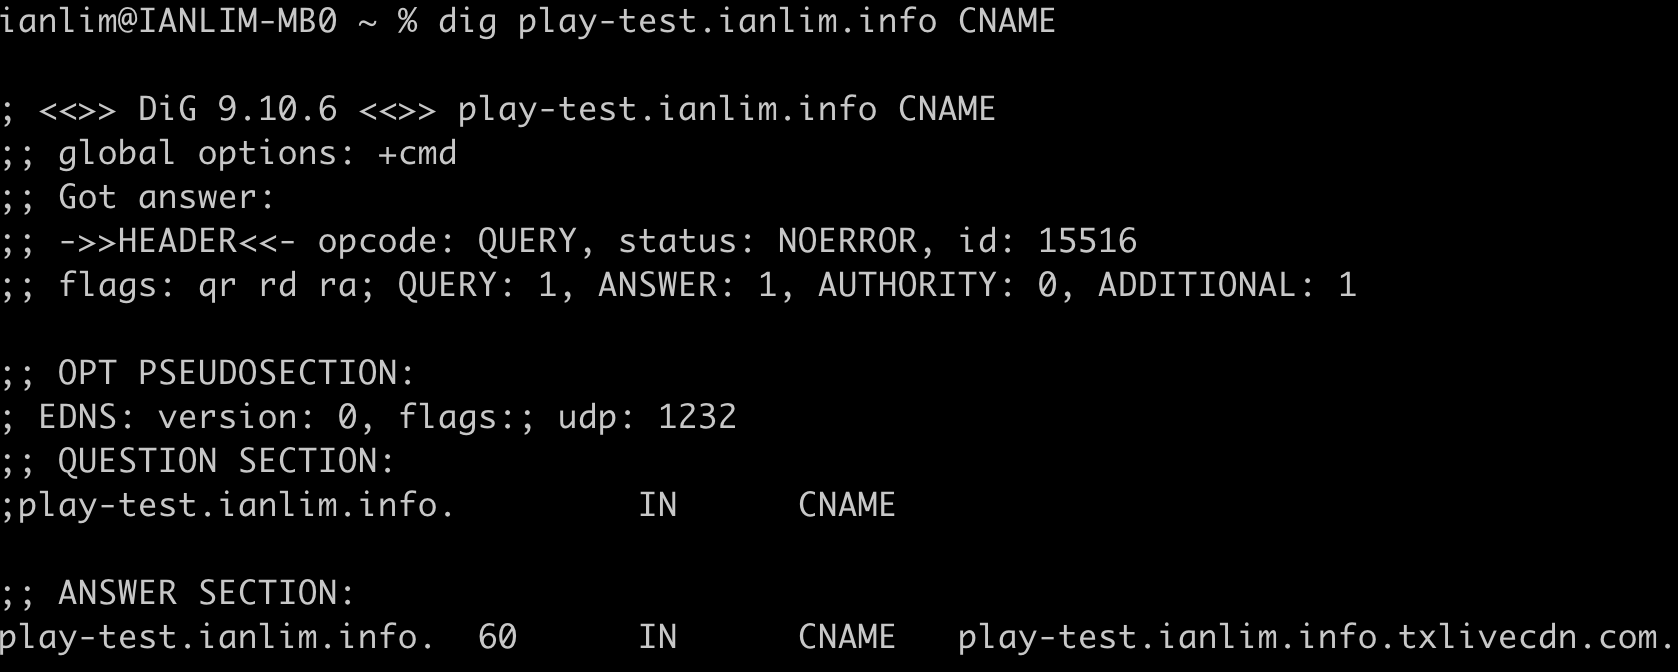 ianlim@IANLIM-MB0 ~ % dig play-test.ianlim.info CNAME
; <<>> DiG 9.10.6 <<>> play-test.ianlim.info CNAME
;; global options: +cmd
;; Got answer:
;; ->>HEADER<<- opcode: QUERY, status: NOERROR, id: 15516
;; flags: qr rd ra; QUERY: 1, ANSWER: 1, AUTHORITY: 0, ADDITIONAL: 1
;; OPT PSEUDOSECTION:
; EDNS: version: 0, flags:; udp: 1232
;; QUESTION SECTION:
;play-test.ianlim.info. IN CNAME
;; ANSWER SECTION:
play-test.ianlim.info. 60 IN CNAME play-test.ianlim.info.txlivecdn.com.